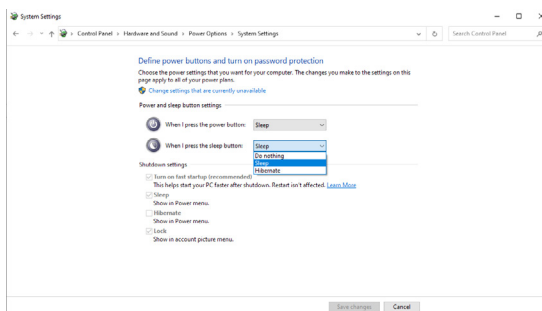 System Settings
Control Panel > Hardware and Sound > Power Options > System Settings
Search Control Panel
Define power buttons and turn on password protection
Choose the power settings that you want for your computer. The changes you make to the settings on this
page apply to all of your power plans.
Change settings that are currently unavailable
Power and sleep button settings
When I press the power button: Sleep
When I press the sleep button: Sleep
Do nothing
Sleep
Hibernate
Shutdown settings
Turn on fast startup (recommended)
This helps start your PC faster after shutdown. Restart isn't affected. Learn More
Sleep
Show in Power menu.
Hibernate
Show in Power menu.
Lock
Show in account picture menu.
Save changes Cancel